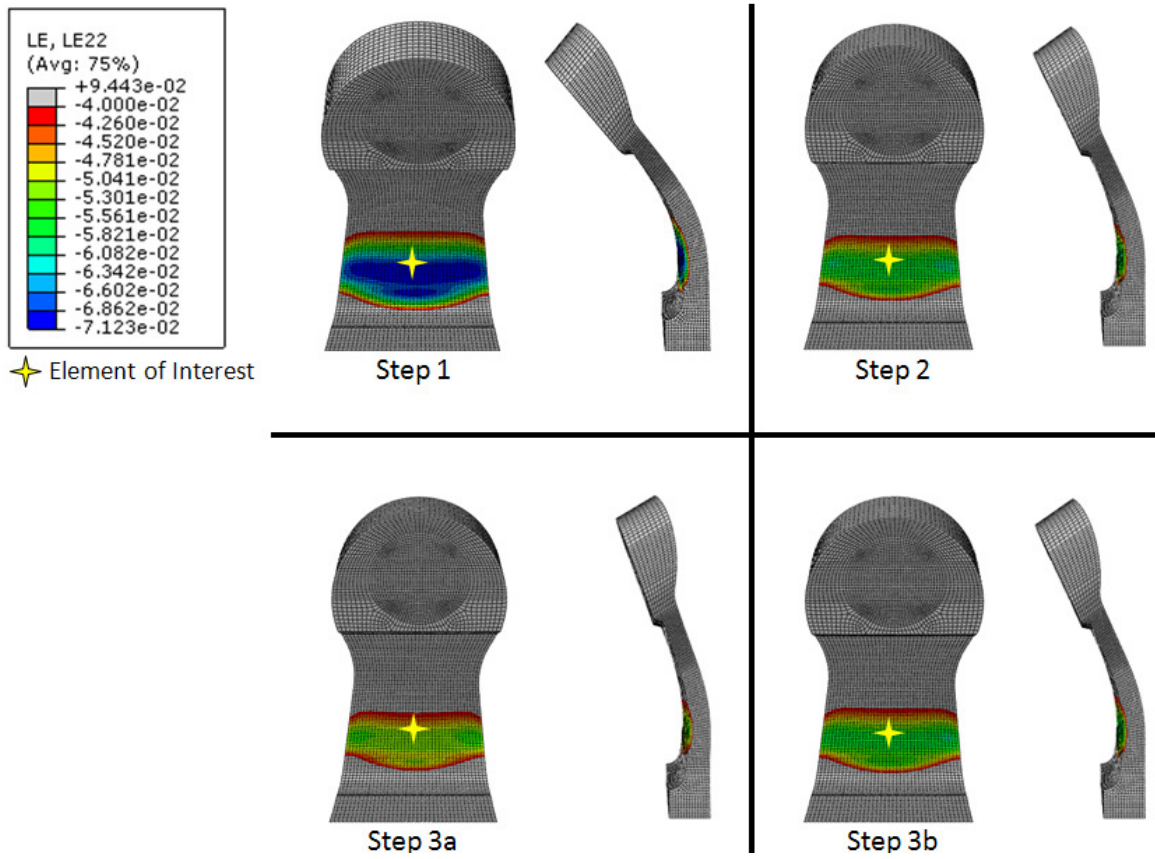 LE, LE22
(Avg: 75%)
+9.443e-02
-4.000e-02
-4.260e-02
-4.520e-02
-4.781e-02
-5.041e-02
-5.301e-02
-5.561e-02
-5.821e-02
-6.082e-02
-6.342e-02
-6.602e-02
-6.862e-02
-7.123e-02
Element of Interest
Step 1
Step 2
Step 3a
Step 3b